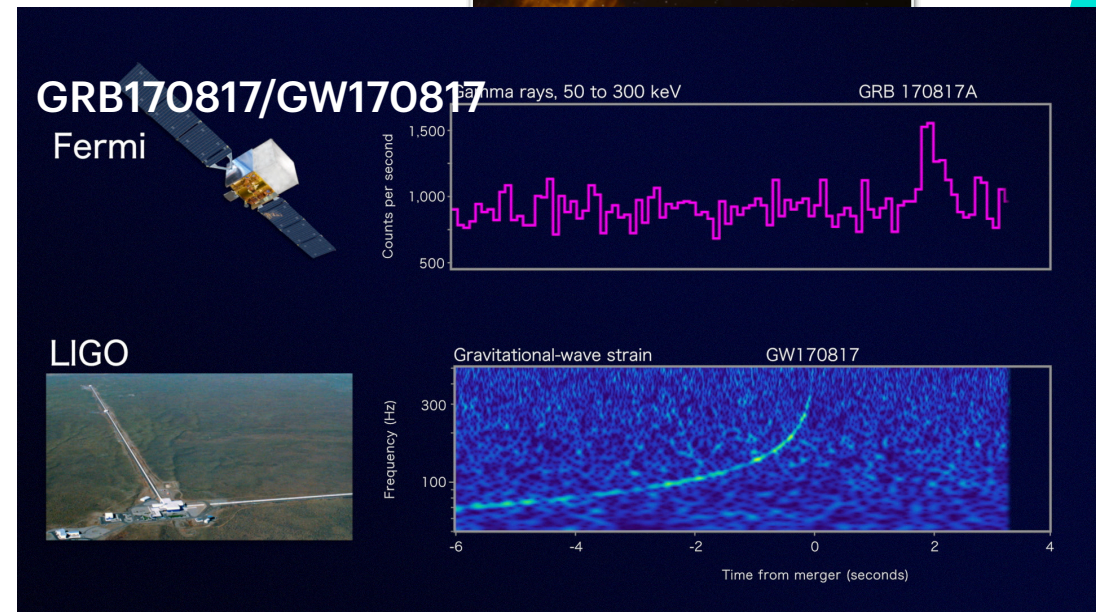 GRB170817/GW170817
Fermi
Gamma rays, 50 to 300 keV
GRB 170817A
Counts per second
1,500
1,000
500
LIGO
Gravitational-wave strain
GW170817
Frequency (Hz)
300
100
-6 -4 -2 0 2 4
Time from merger (seconds)